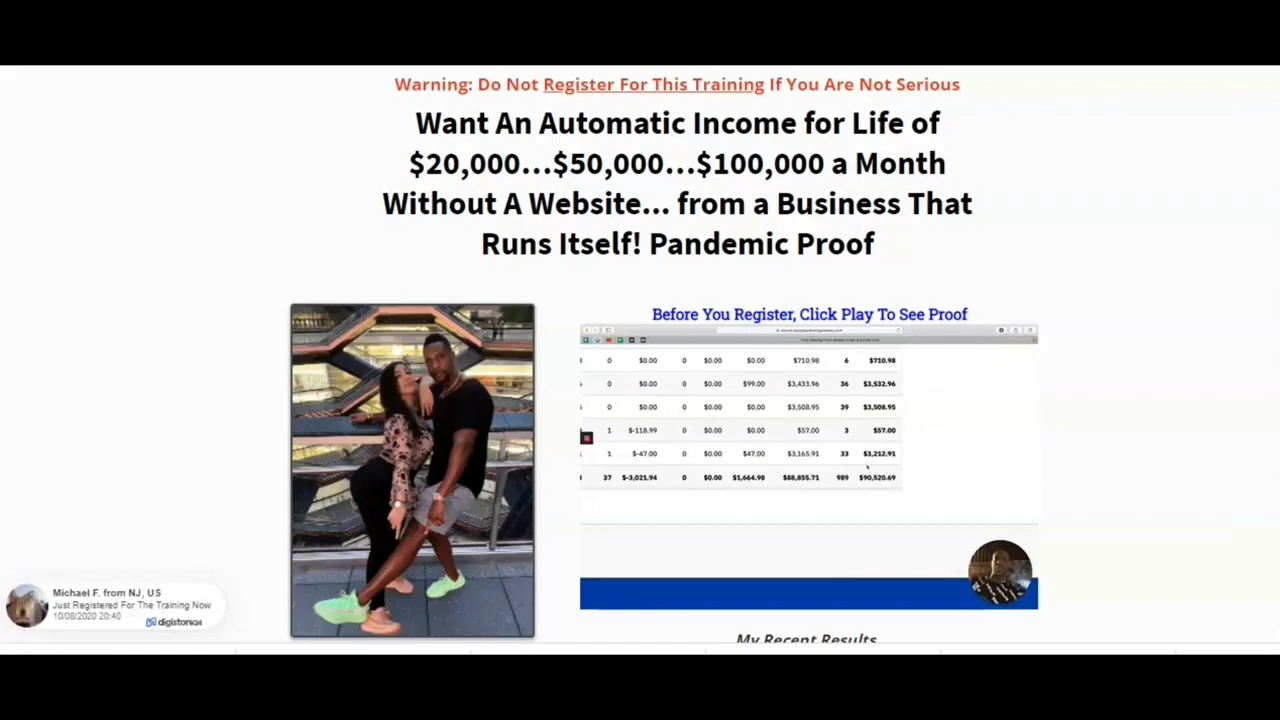 Warning: Do Not Register For This Training If You Are Not Serious
Want An Automatic Income for Life of
$20,000...$50,000...$100,000 a Month
Without A Website... from a Business That
Runs Itself! Pandemic Proof
Before You Register, Click Play To See Proof
0 $0.00 0 $0.00 $0.00 $710.98 6 $710.98
0 $0.00 0 $0.00 $99.00 $3,433.96 36 $3,532.96
0 $0.00 0 $0.00 $0.00 $3,508.95 39 $3,508.95
1 $-118.99 0 $0.00 $0.00 $57.00 3 $57.00
1 $-47.00 0 $0.00 $47.00 $3,165.91 33 $3,212.91
37 $-3,021.94 0 $0.00 $1,664.98 $88,855.71 989 $90,520.69
Michael F. from NJ, US
Just Registered For The Training Now
10/08/2020 20:40
digistore24
My Recent Results